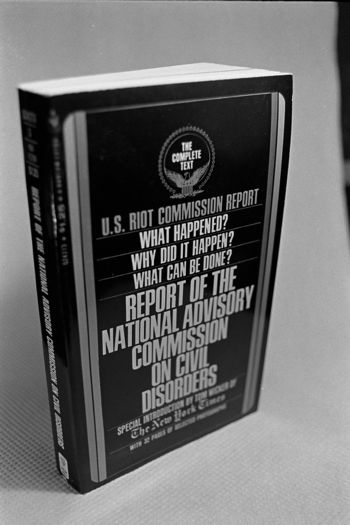 THE
COMPLETE
TEXT
U.S. RIOT COMMISSION REPORT
WHAT HAPPENED?
WHY DID IT HAPPEN?
WHAT CAN BE DONE?
REPORT OF THE
NATIONAL ADVISORY
COMMISSION
ON CIVIL
DISORDERS
SPECIAL INTRODUCTION BY TOM WICKER OF
The New York Times
WITH 32 PAGES OF SELECTED PHOTOGRAPHS
REPORT OF THE NATIONAL ADVISORY COMMISSION ON CIVIL DISORDERS
$1.25